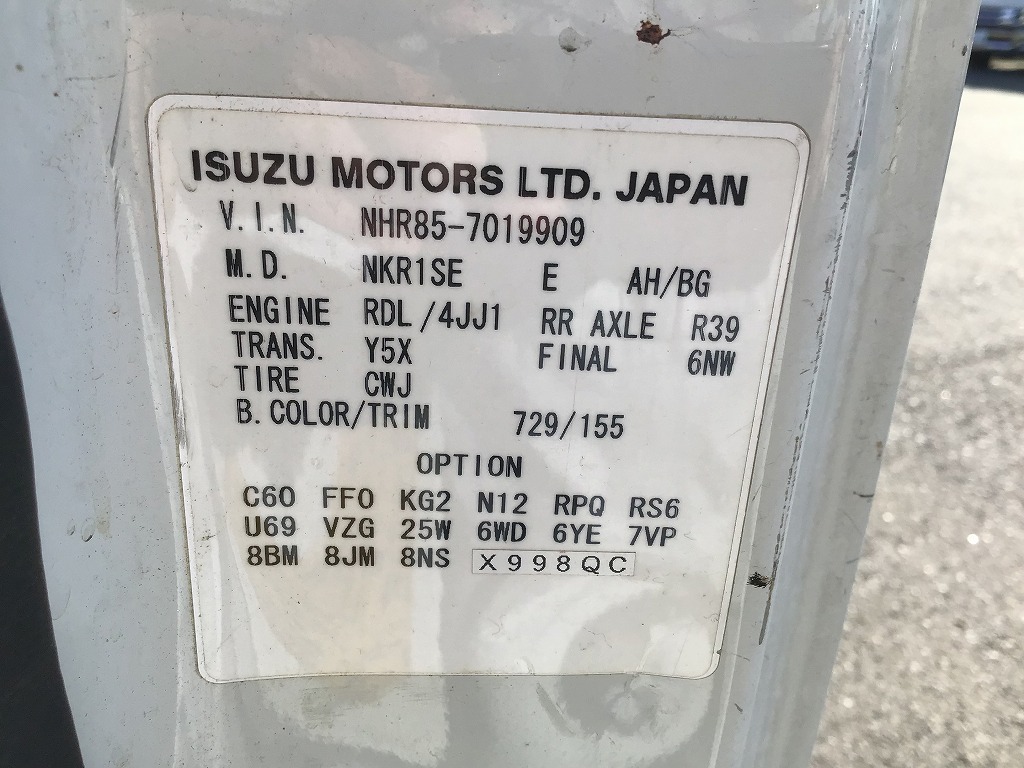 ISUZU MOTORS LTD. JAPAN
V.I.N. NHR85-7019909
M.D. NKR1SE E AH/BG
ENGINE RDL/4JJ1 RR AXLE R39
TRANS. Y5X FINAL 6NW
TIRE CWJ
B.COLOR/TRIM 729/155
OPTION
C60 FF0 KG2 N12 RPQ RS6
U69 VZG 25W 6WD 6YE 7VP
8BM 8JM 8NS X998QC